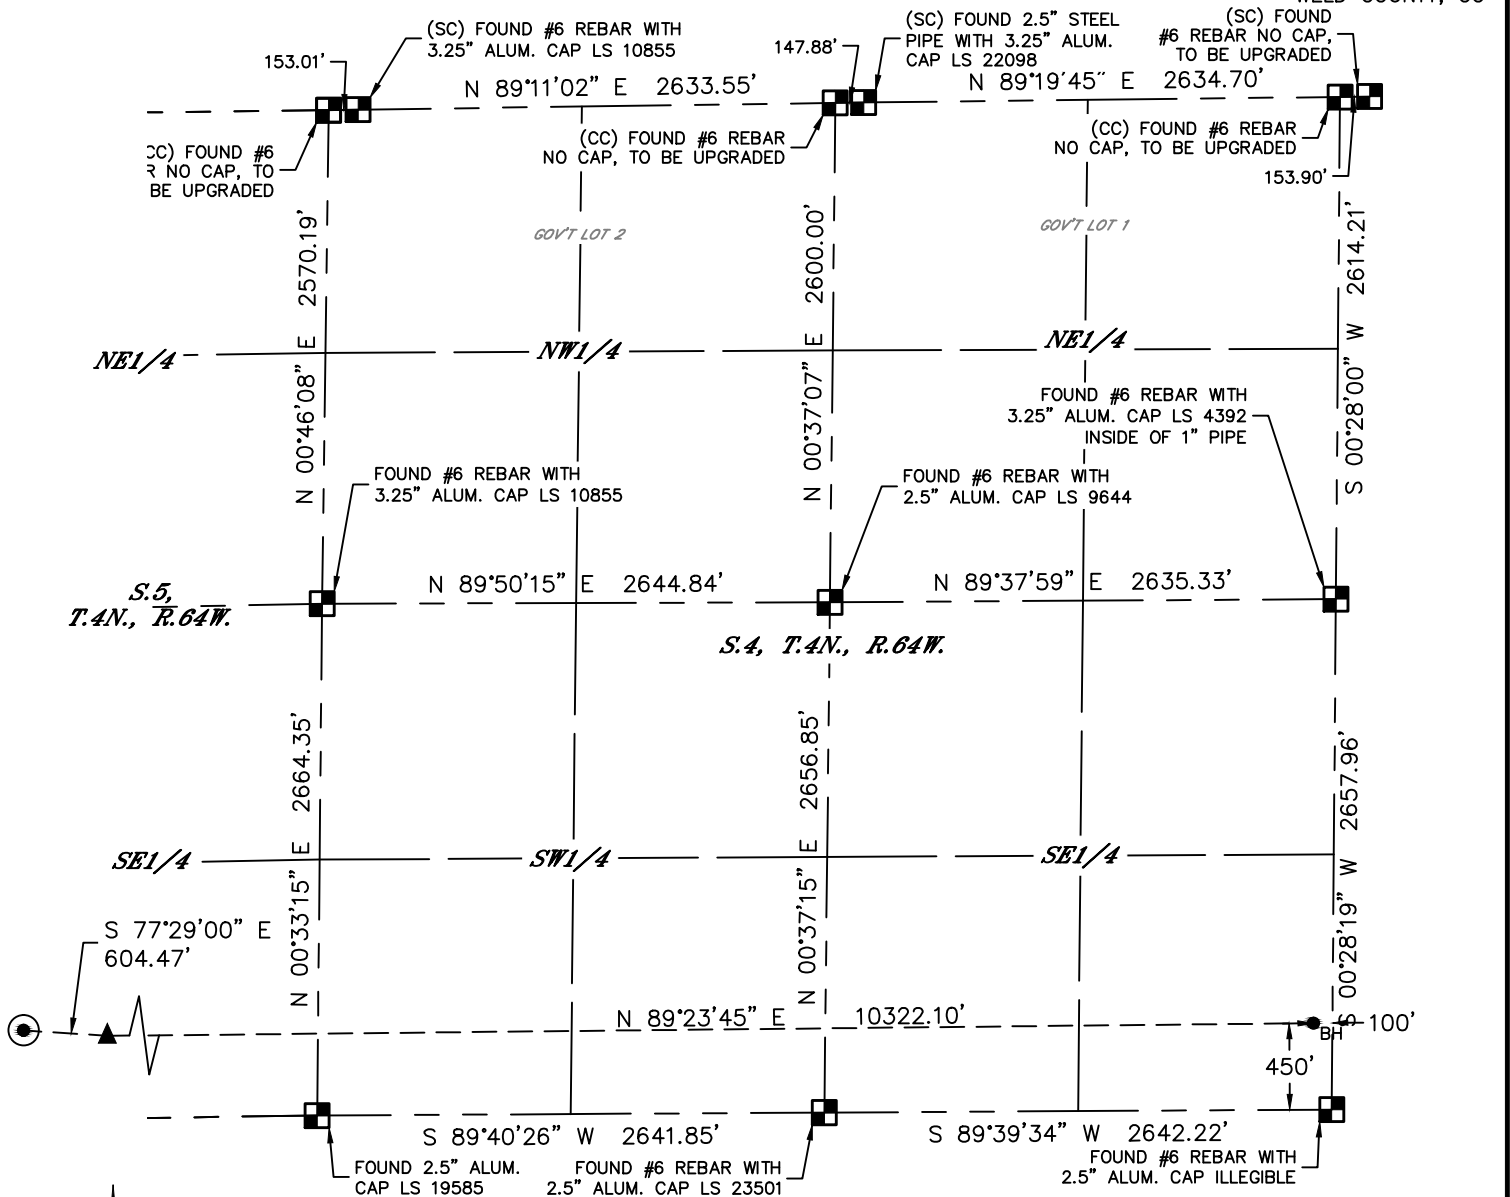 (SC) FOUND #6 REBAR WITH
3.25" ALUM. CAP LS 10855
153.01'
N 89°11'02" E 2633.55'
147.88'
(SC) FOUND 2.5" STEEL
PIPE WITH 3.25" ALUM.
CAP LS 22098
N 89°19'45" E 2634.70'
(SC) FOUND
#6 REBAR NO CAP,
TO BE UPGRADED
CC) FOUND #6
R NO CAP, TO
BE UPGRADED
(CC) FOUND #6 REBAR
NO CAP, TO BE UPGRADED
(CC) FOUND #6 REBAR
NO CAP, TO BE UPGRADED
153.90'
GOV'T LOT 2
GOV'T LOT 1
N 00°46'08" E 2570.19'
N 00°37'07" E 2600.00'
S 00°28'00" W 2614.21'
NE1/4
NW1/4
NE1/4
FOUND #6 REBAR WITH
3.25" ALUM. CAP LS 4392
INSIDE OF 1" PIPE
FOUND #6 REBAR WITH
3.25" ALUM. CAP LS 10855
FOUND #6 REBAR WITH
2.5" ALUM. CAP LS 9644
S.5,
T.4N., R.64W.
N 89°50'15" E 2644.84'
N 89°37'59" E 2635.33'
S.4, T.4N., R.64W.
N 00°33'15" E 2664.35'
N 00°37'15" E 2656.85'
S 00°28'19" W 2657.96'
SE1/4
SW1/4
SE1/4
S 77°29'00" E
604.47'
N 89°23'45" E 10322.10'
BH
100'
450'
S 89°40'26" W 2641.85'
S 89°39'34" W 2642.22'
FOUND 2.5" ALUM.
CAP LS 19585
FOUND #6 REBAR WITH
2.5" ALUM. CAP LS 23501
FOUND #6 REBAR WITH
2.5" ALUM. CAP ILLEGIBLE